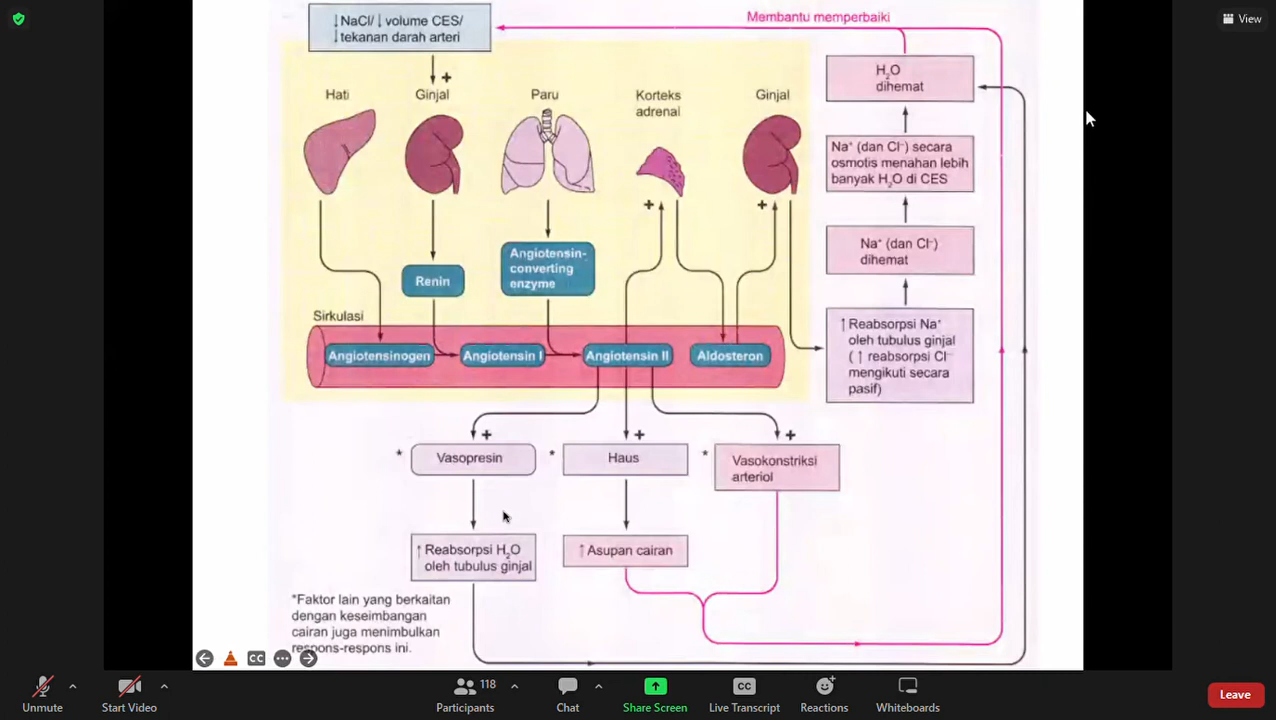 View
Membantu memperbaiki
↓NaCl/↓ volume CES/
↓tekanan darah arteri
+
Hati
Ginjal
Paru
Korteks
adrenal
Ginjal
+
+
Renin
Angiotensin-
converting
enzyme
Sirkulasi
Angiotensinogen
Angiotensin I
Angiotensin II
Aldosteron
H₂O
dihemat
Na⁺ (dan Cl⁻) secara
osmotis menahan lebih
banyak H₂O di CES
Na⁺ (dan Cl⁻)
dihemat
↑Reabsorpsi Na⁺
oleh tubulus ginjal
(↑ reabsorpsi Cl⁻
mengikuti secara
pasif)
+
+
+
* Vasopresin
* Haus
* Vasokonstriksi
arteriol
↑Reabsorpsi H₂O
oleh tubulus ginjal
↑Asupan cairan
*Faktor lain yang berkaitan
dengan keseimbangan
cairan juga menimbulkan
respons-respons ini.
CC
Unmute
Start Video
118
Participants
Chat
Share Screen
CC
Live Transcript
Reactions
Whiteboards
Leave